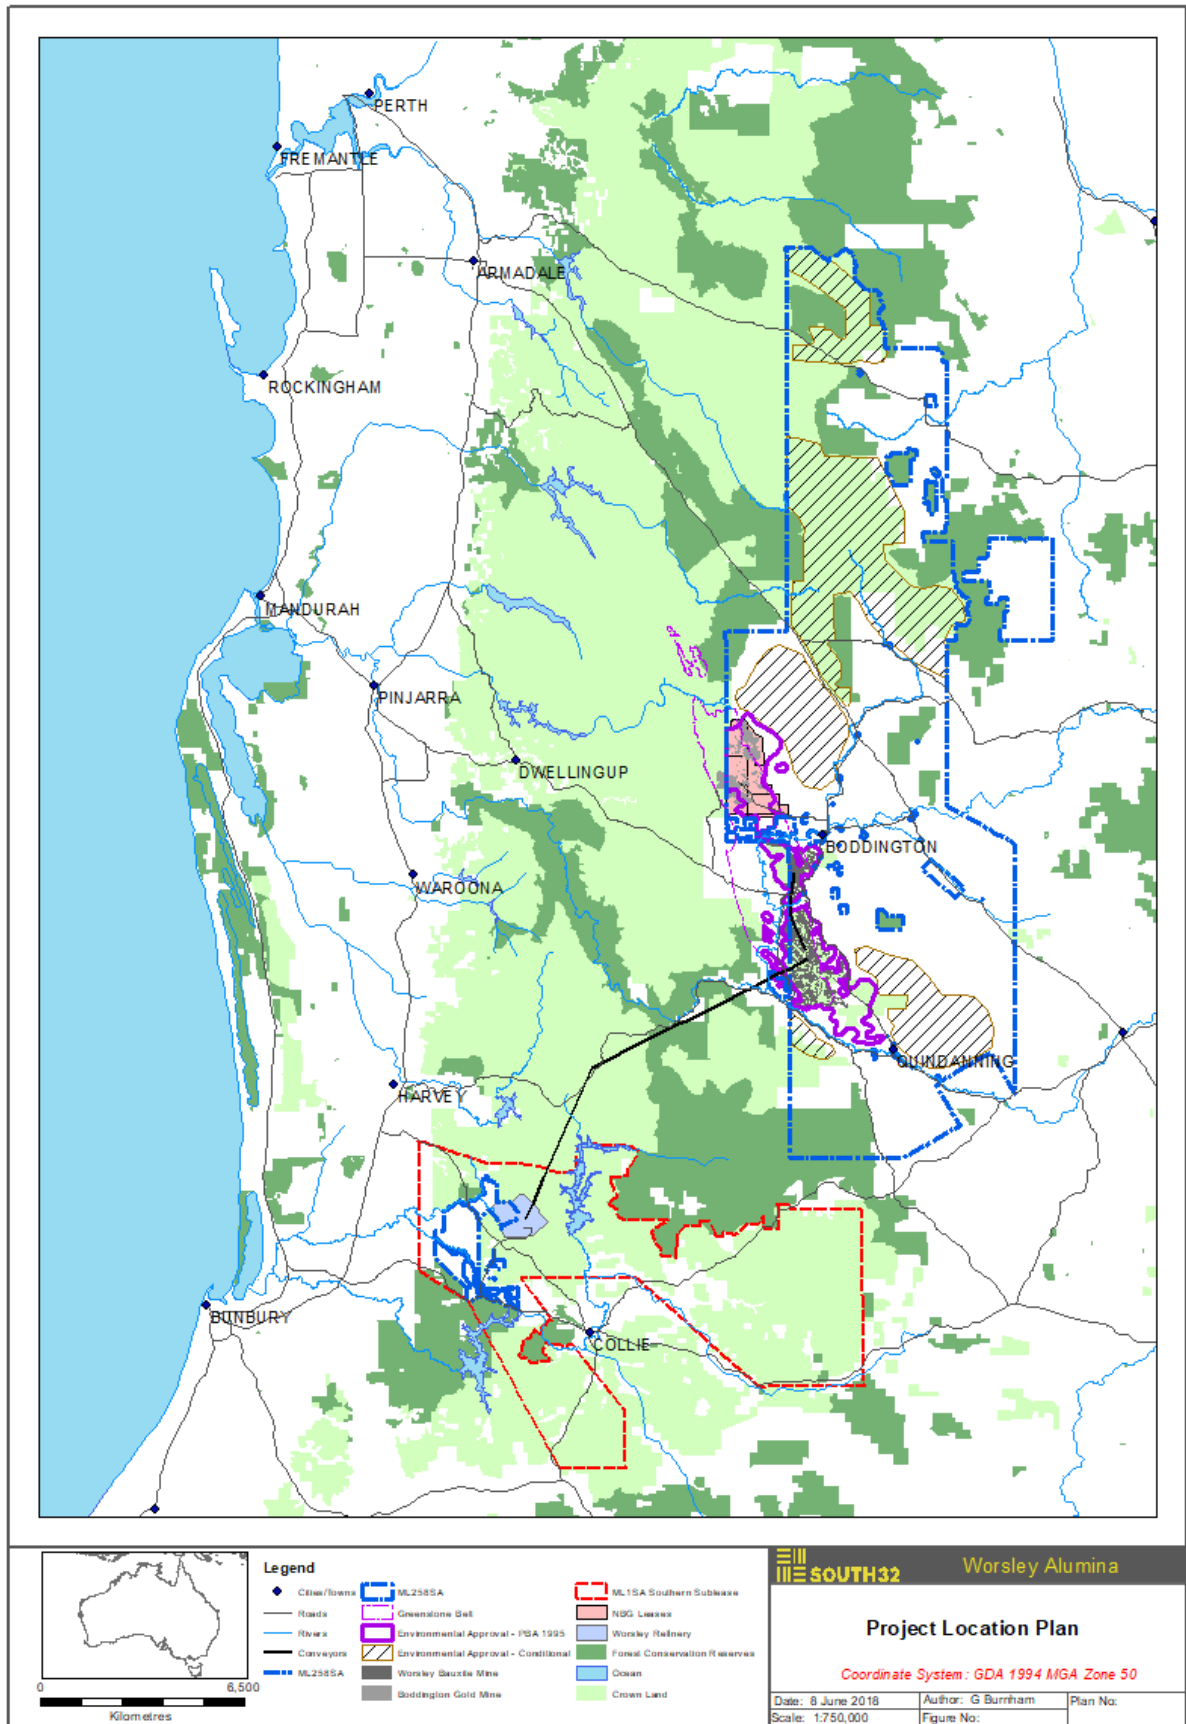 PERTH
FREMANTLE
ARMADALE
ROCKINGHAM
MANDURAH
PINJARRA
DWELLINGUP
BODDINGTON
WAROONA
QUINDANNING
HARVEY
BUNBURY
COLLIE
Legend
Cities/Towns
Roads
Rivers
Conveyors
ML258SA
ML258SA
Greenstone Belt
Environmental Approval - PSA 1995
Environmental Approval - Conditional
Worsley Bauxite Mine
Boddington Gold Mine
ML1SA Southern Sublease
NBG Leases
Worsley Refinery
Forest Conservation Reserves
Ocean
Crown Land
0 6,500
Kilometres
SOUTH32
Worsley Alumina
Project Location Plan
Coordinate System: GDA 1994 MGA Zone 50
Date: 8 June 2018
Author: G Burnham
Plan No:
Scale: 1:750,000
Figure No: